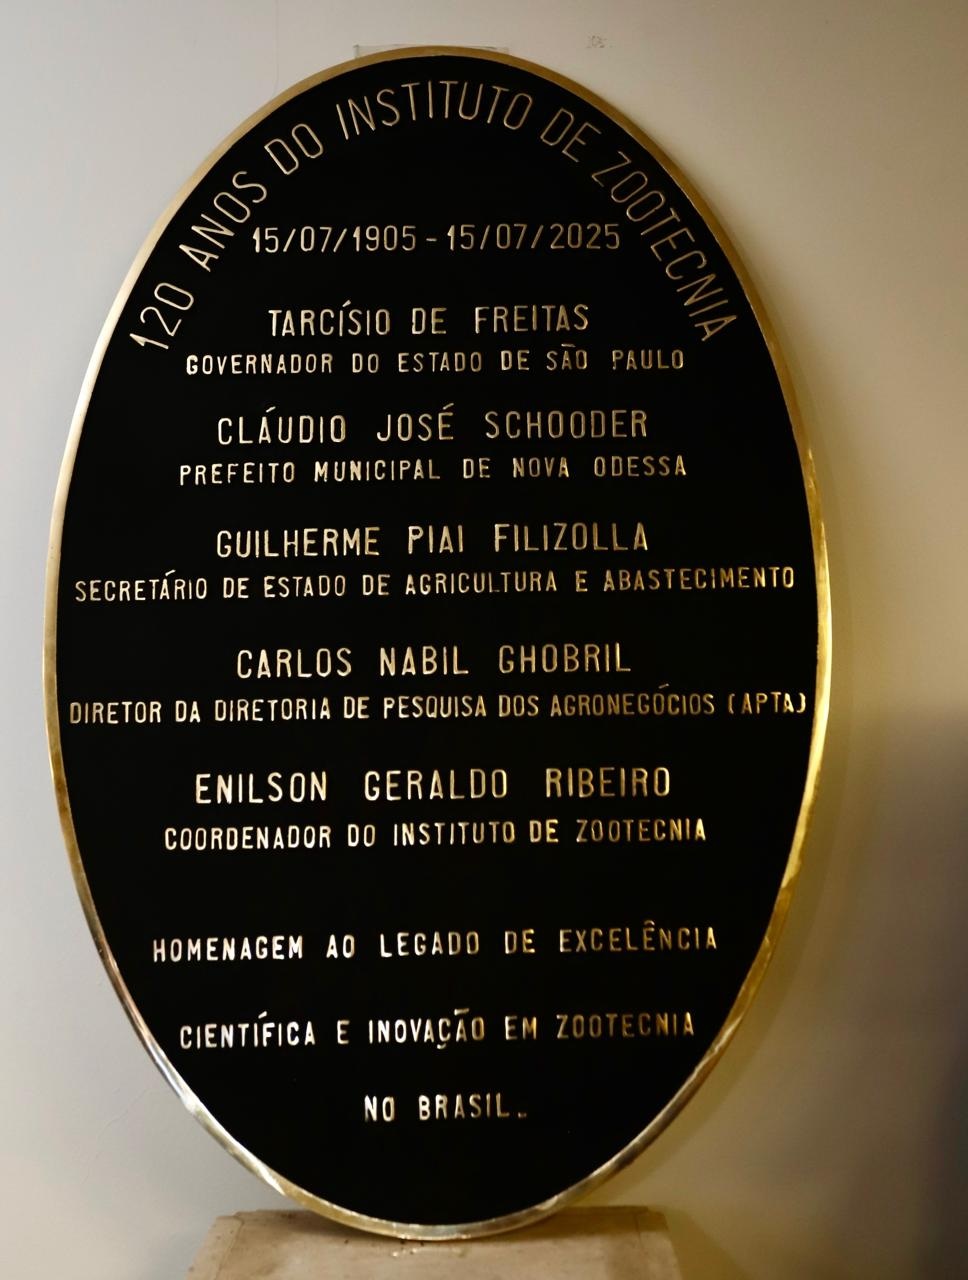 120 ANOS DO INSTITUTO DE ZOOTECNIA
15/07/1905 - 15/07/2025
TARCÍSIO DE FREITAS
GOVERNADOR DO ESTADO DE SÃO PAULO
CLÁUDIO JOSÉ SCHOODER
PREFEITO MUNICIPAL DE NOVA ODESSA
GUILHERME PIAI FILIZOLLA
SECRETÁRIO DE ESTADO DE AGRICULTURA E ABASTECIMENTO
CARLOS NABIL GHOBRIL
DIRETOR DA DIRETORIA DE PESQUISA DOS AGRONEGÓCIOS (APTA)
ENILSON GERALDO RIBEIRO
COORDENADOR DO INSTITUTO DE ZOOTECNIA
HOMENAGEM AO LEGADO DE EXCELÊNCIA
CIENTÍFICA E INOVAÇÃO EM ZOOTECNIA
NO BRASIL..